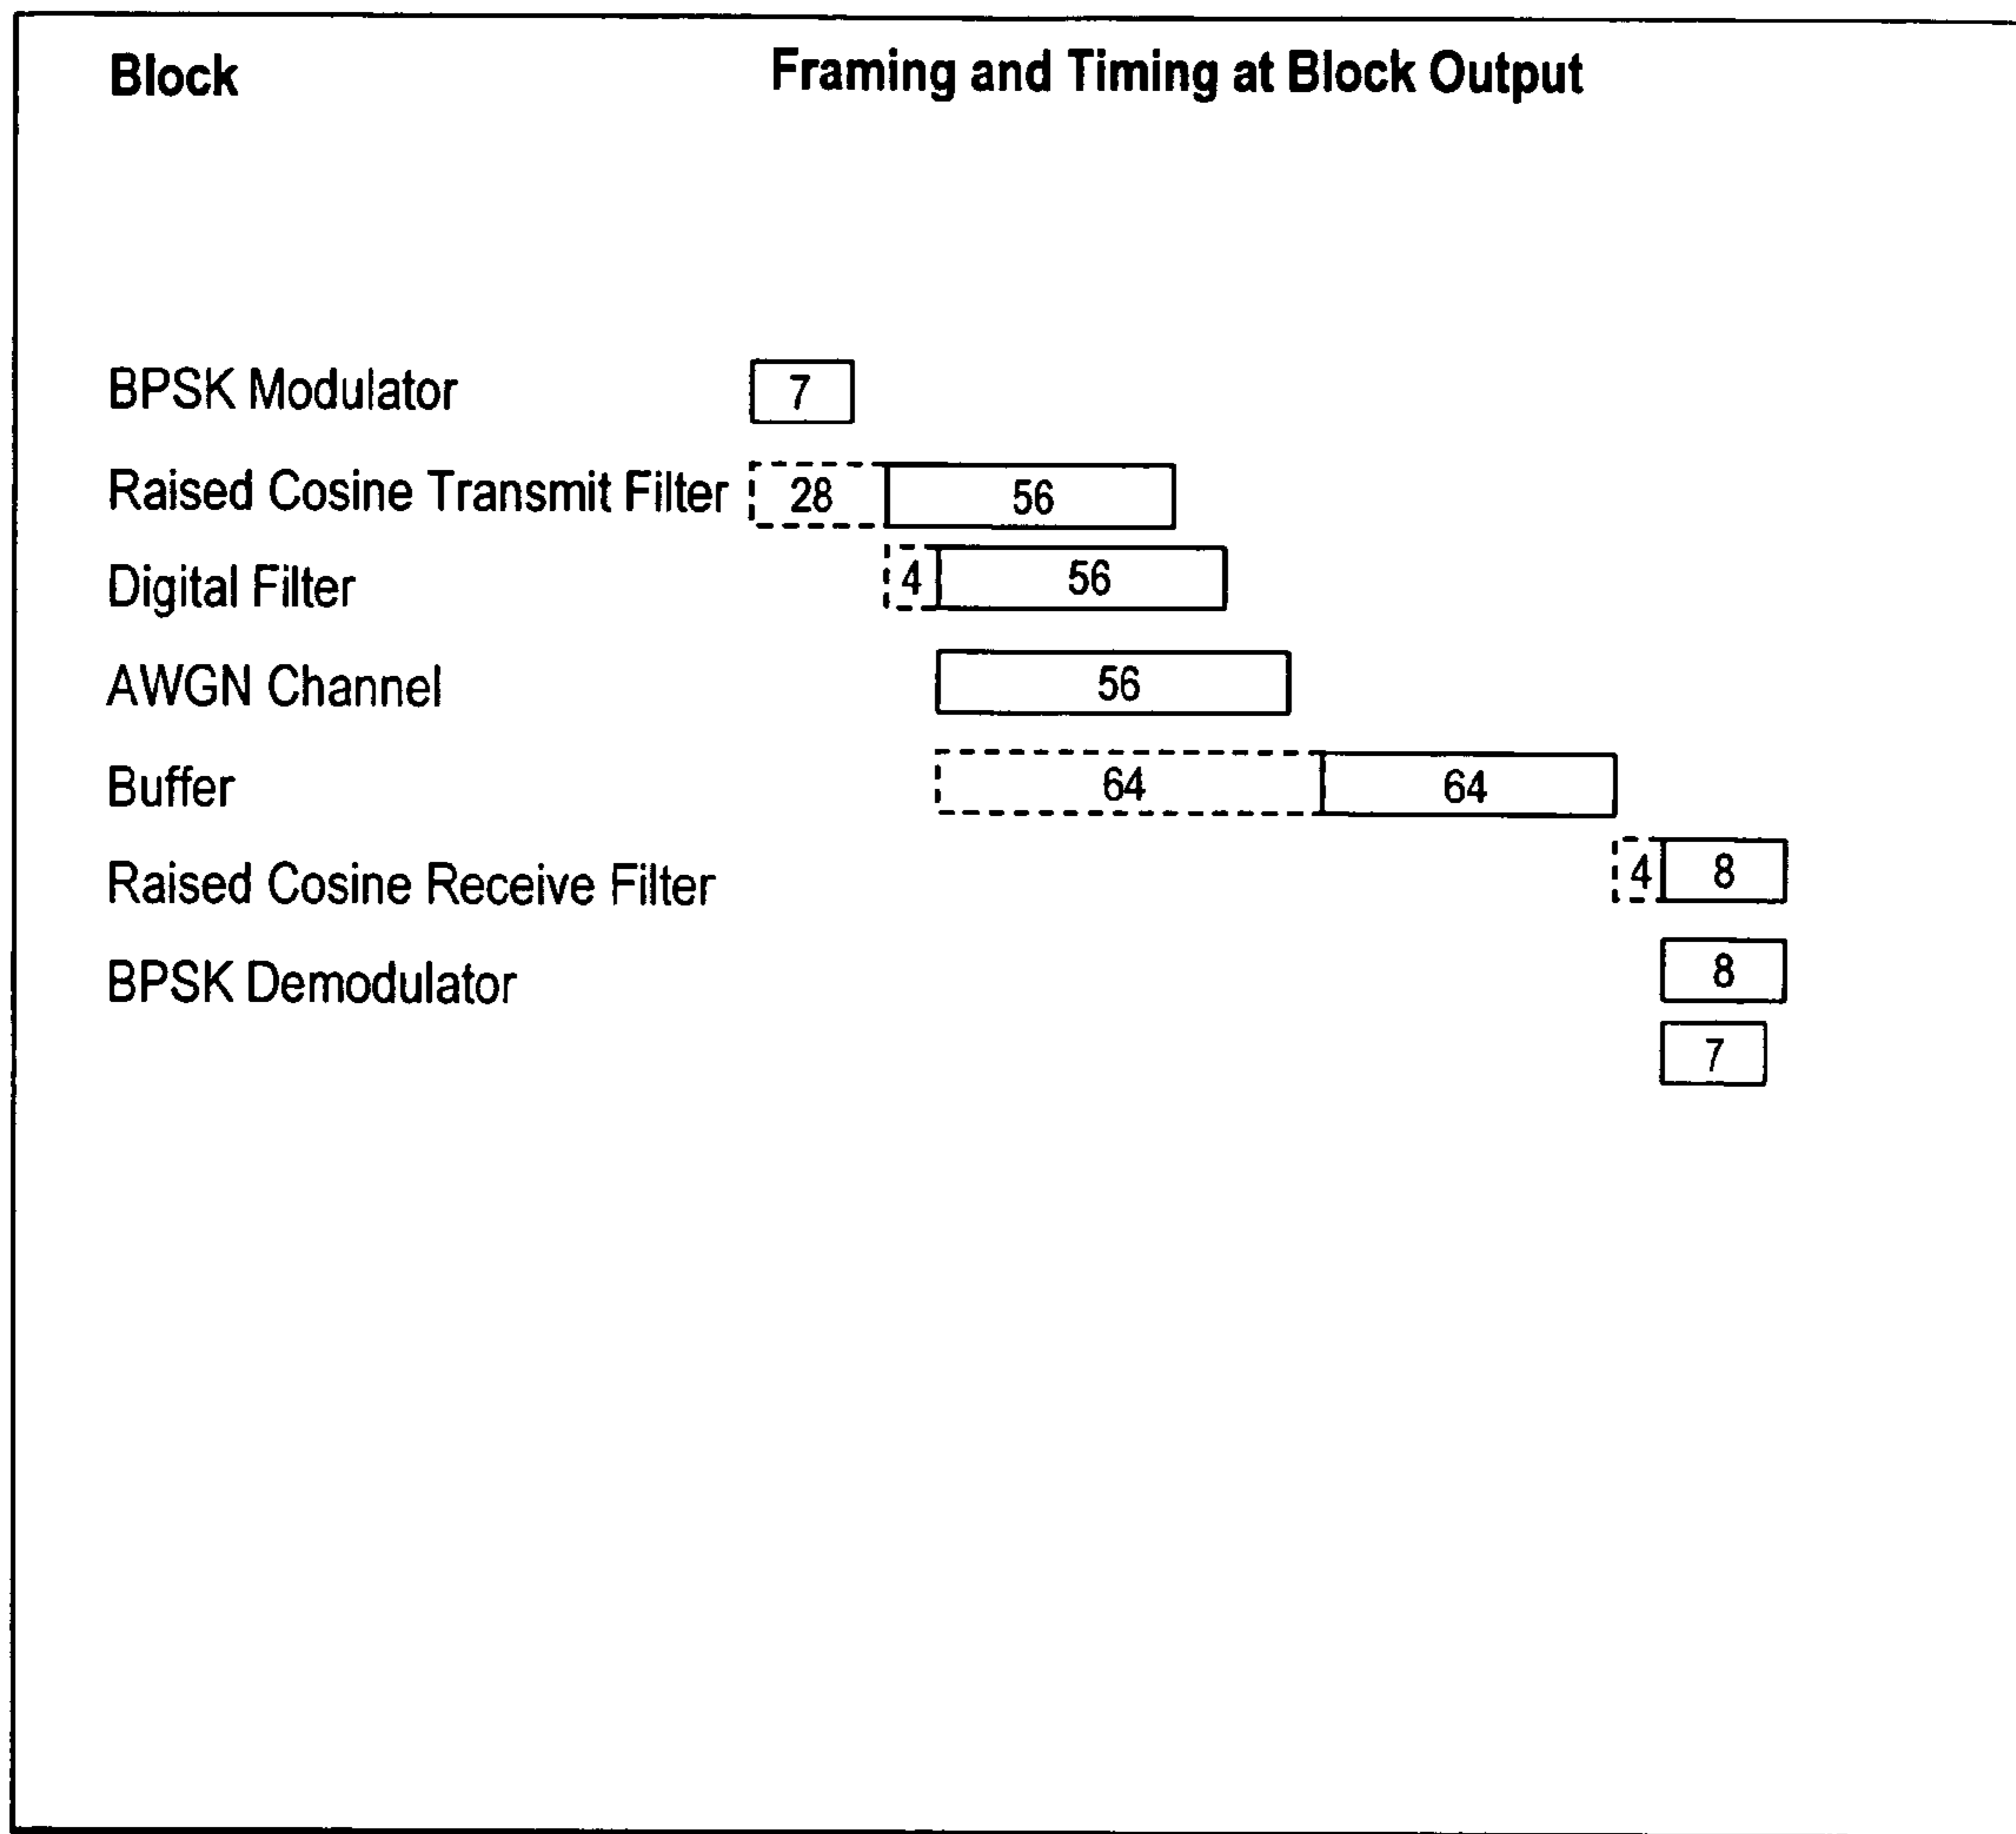 Block Framing and Timing at Block Output
BPSK Modulator 7
Raised Cosine Transmit Filter 28 56
Digital Filter 4 56
AWGN Channel 56
Buffer 64 64
Raised Cosine Receive Filter 4 8
BPSK Demodulator 8
7